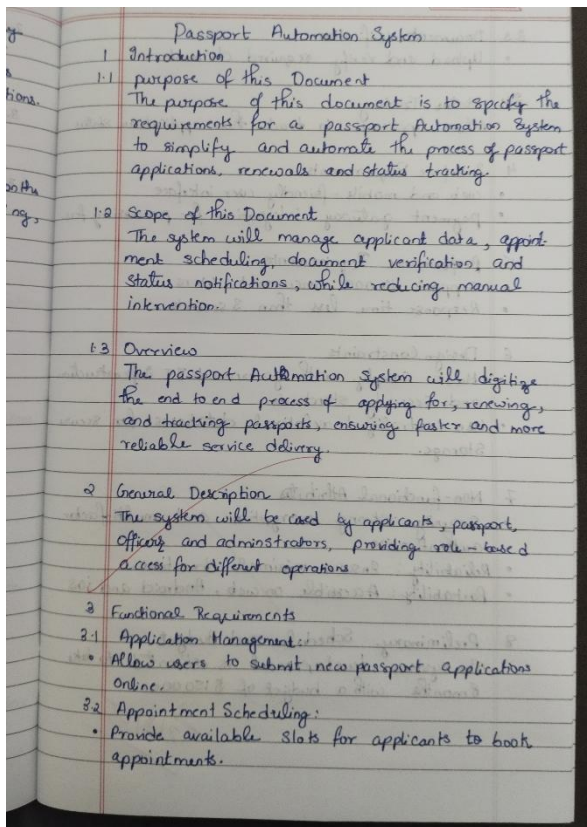 Passport Automation System
1 Introduction
1.1 purpose of this Document
The purpose of this document is to specify the
requirements for a passport Automation System
to simplify and automate the process of passport
applications, renewals and status tracking.
1.2 Scope of this Document
The system will manage applicant data, appoint-
ment scheduling, document verification, and
status notifications, while reducing manual
intervention.
1.3 Overview
The passport Automation System will digitize
the end to end process of applying for, renewing,
and tracking passports, ensuring faster and more
reliable service delivery.
2 General Description
The system will be used by applicants, passport,
officers and adminstrators, providing role-based
access for different operations
3 Functional Requirements
3.1 Application Management:
• Allow users to submit new passport applications
online.
3.2 Appointment Scheduling:
• Provide available slots for applicants to book
appointments.